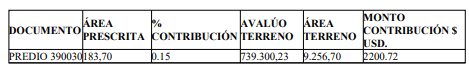 DOCUMENTO ÁREA PRESCRITA % CONTRIBUCIÓN AVALÚO TERRENO ÁREA TERRENO MONTO CONTRIBUCIÓN $ USD.
PREDIO 390030 183,70 0.15 739.300,23 9.256,70 2200.72